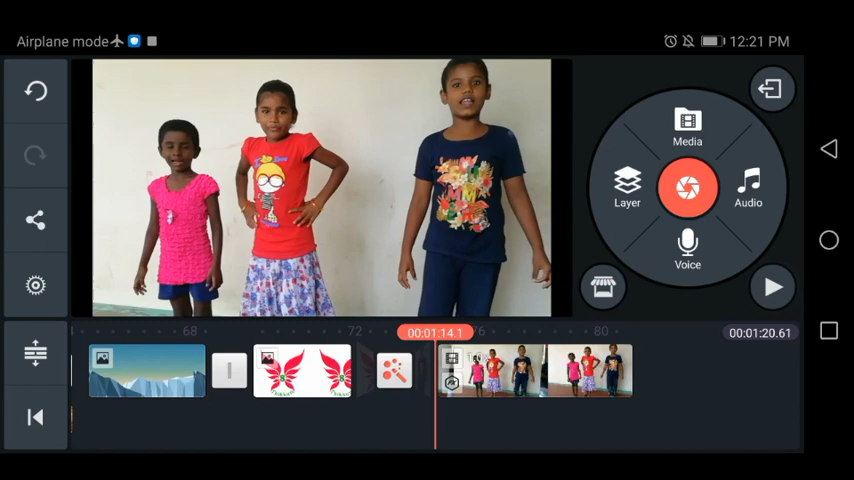 Airplane mode
12:21 PM
Media
Layer
Audio
Voice
00:01:14.1
68
72
76
80
00:01:20.61